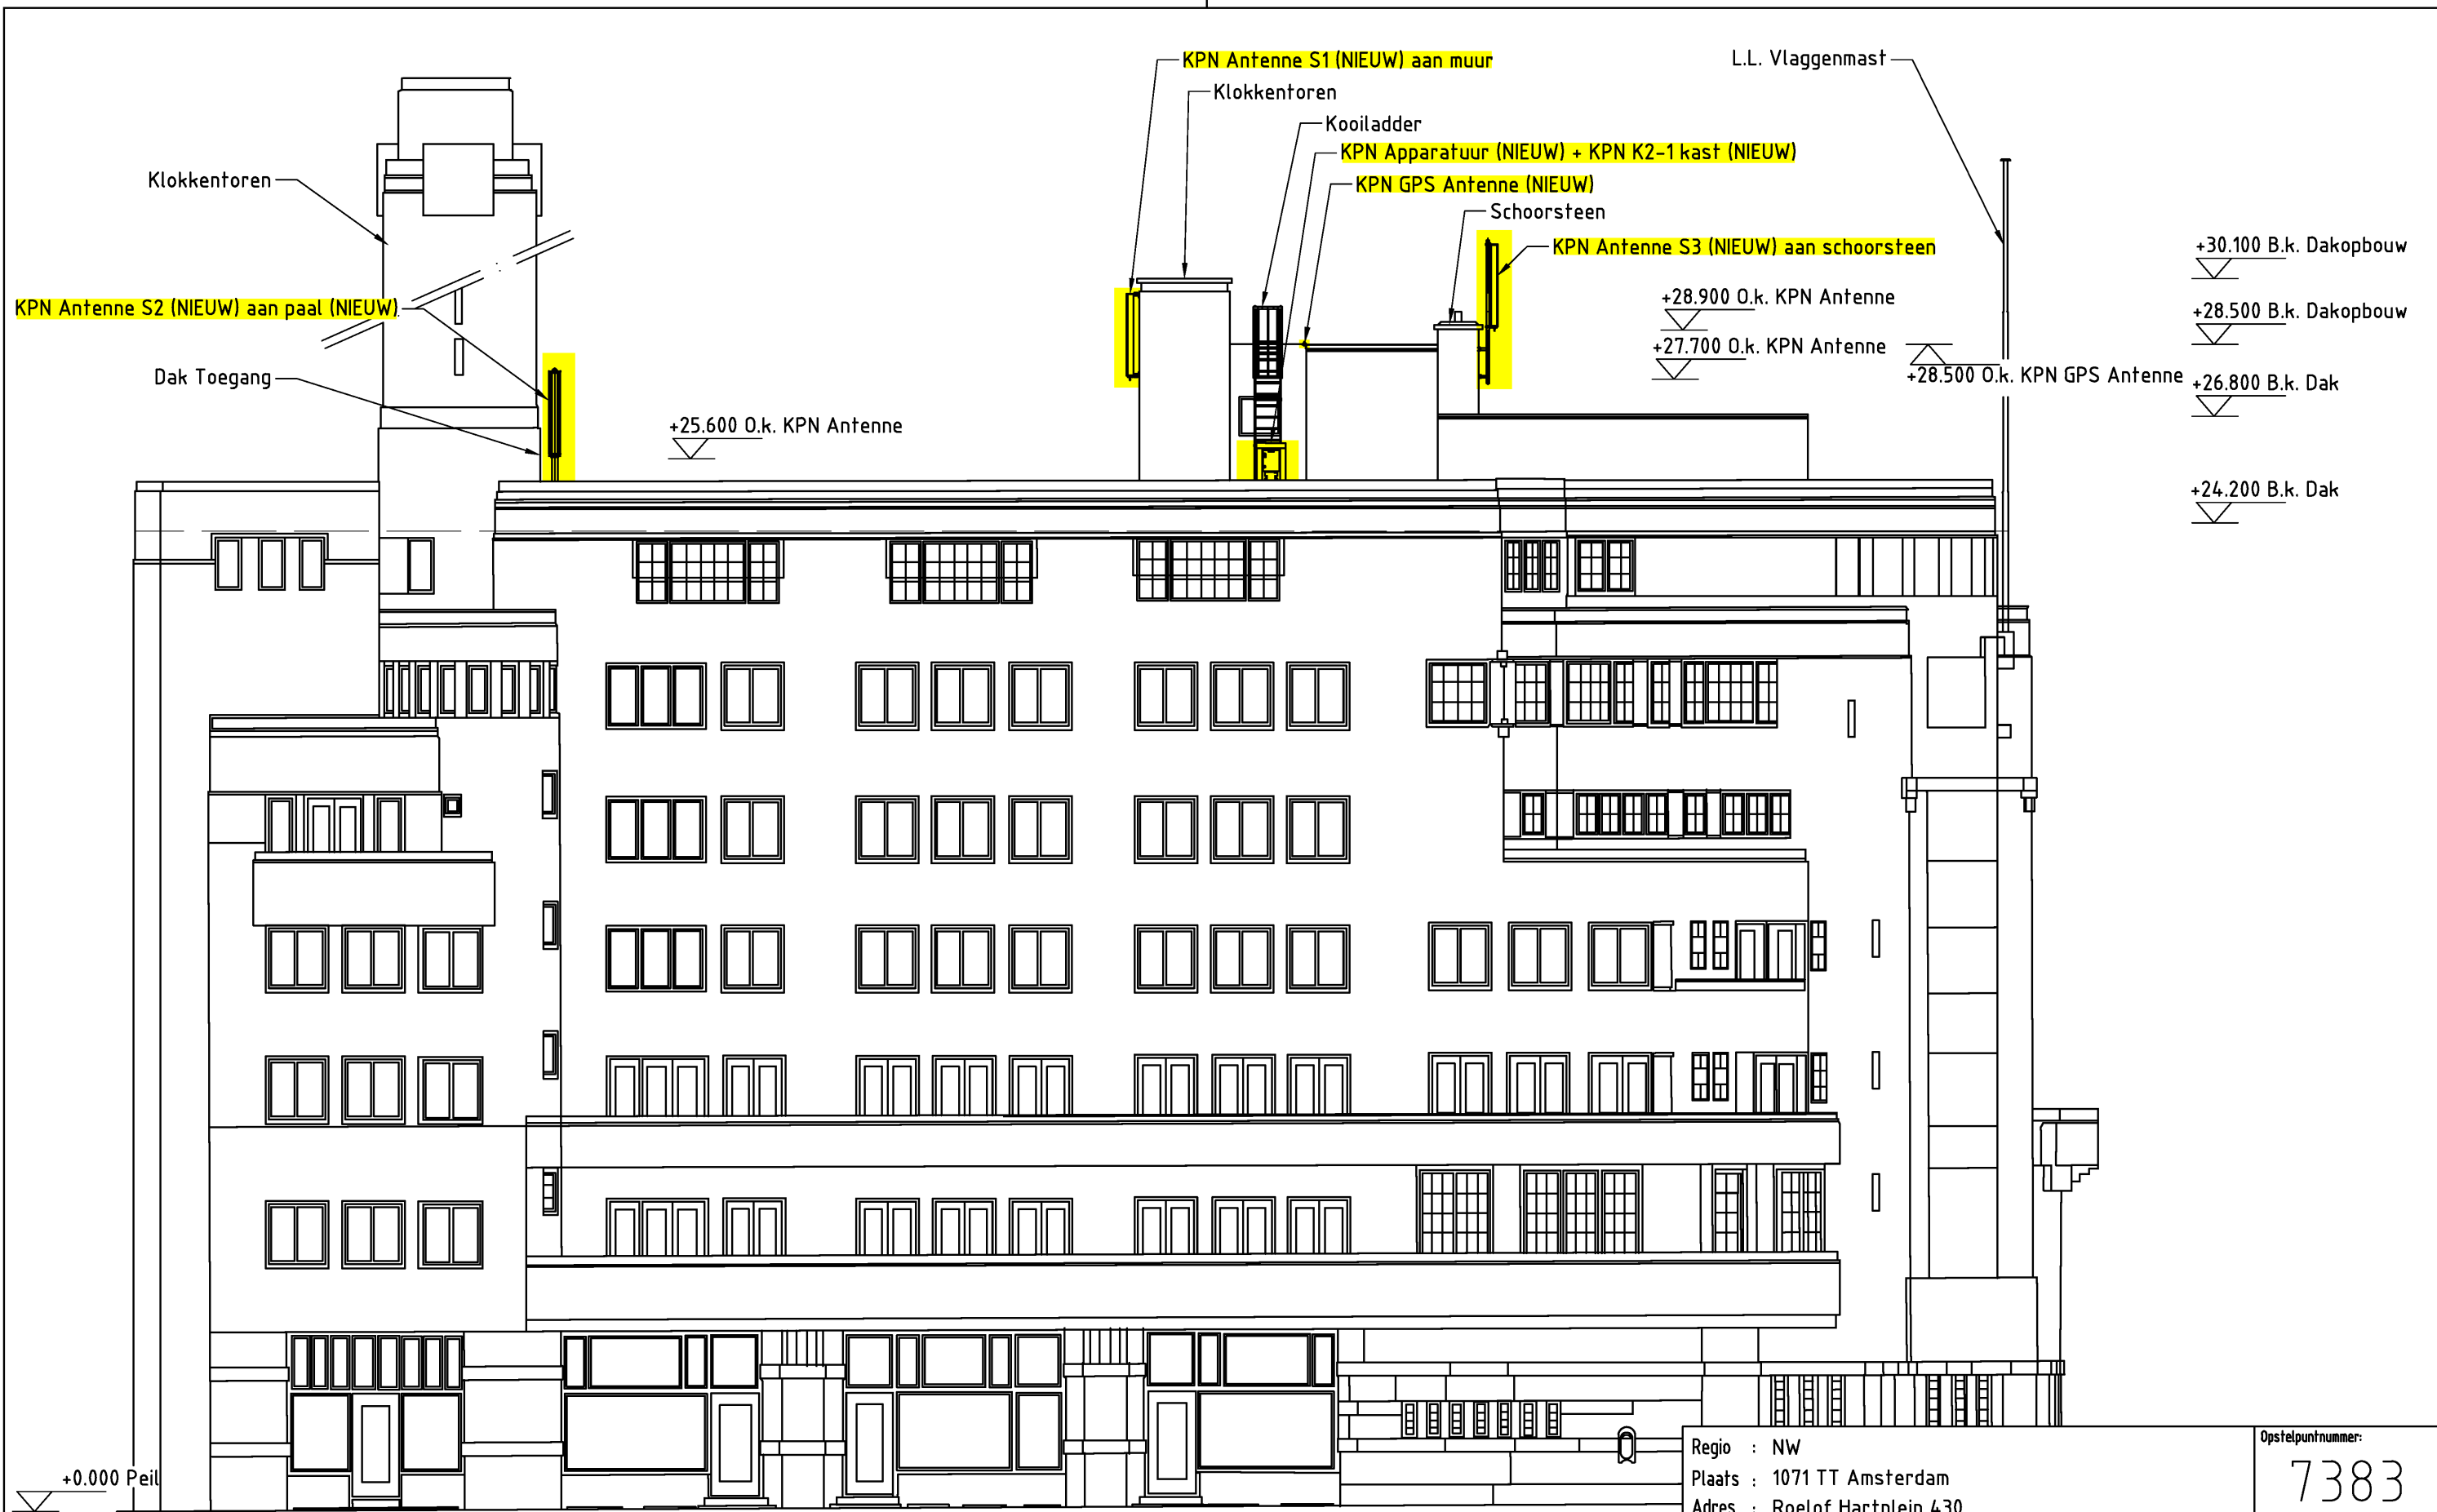 KPN Antenne S1 (NIEUW) aan muur
L.L. Vlaggenmast
Klokkentoren
Kooiladder
KPN Apparatuur (NIEUW) + KPN K2-1 kast (NIEUW)
Klokkentoren
KPN GPS Antenne (NIEUW)
Schoorsteen
KPN Antenne S3 (NIEUW) aan schoorsteen
+30.100 B.k. Dakopbouw
KPN Antenne S2 (NIEUW) aan paal (NIEUW)
+28.900 O.k. KPN Antenne
+28.500 B.k. Dakopbouw
+27.700 O.k. KPN Antenne
Dak Toegang
+28.500 O.k. KPN GPS Antenne
+26.800 B.k. Dak
+25.600 O.k. KPN Antenne
+24.200 B.k. Dak
+0.000 Peil
Regio : NW
Plaats : 1071 TT Amsterdam
Adres : Roelof Hartplein 430
Opstelpuntnummer:
7383